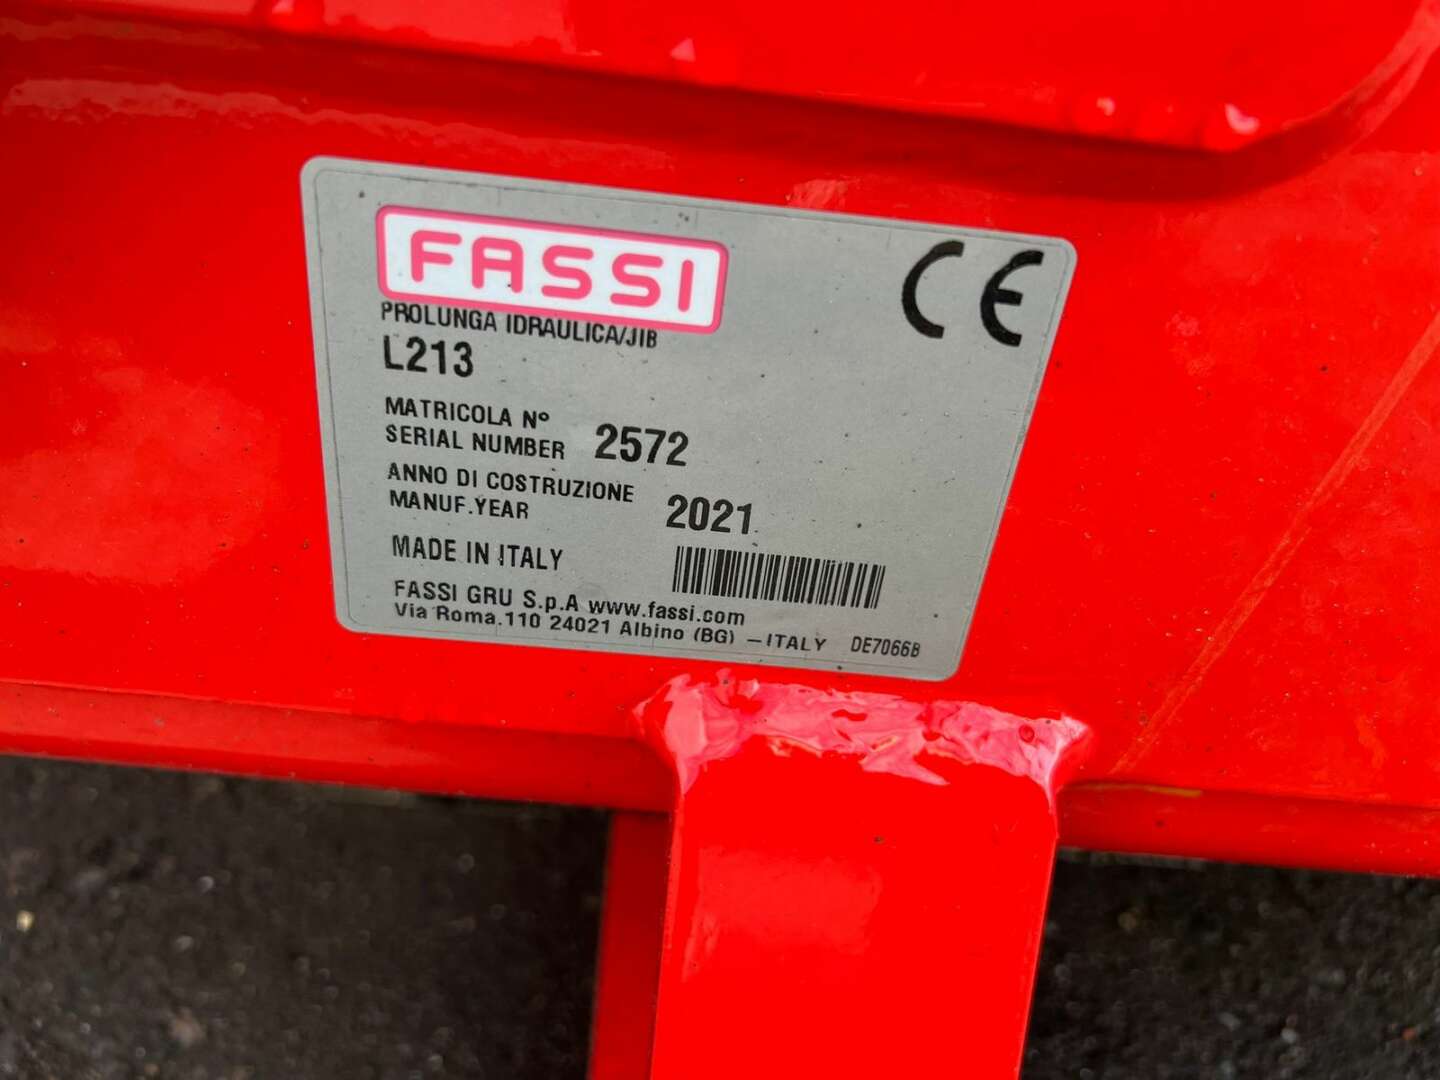 FASSI
CE
PROLUNGA IDRAULICA/JIB
L213
MATRICOLA Nº
SERIAL NUMBER 2572
ANNO DI COSTRUZIONE
MANUF.YEAR 2021
MADE IN ITALY
FASSI GRU S.p.A www.fassi.com
Via Roma.110 24021 Albino (BG) –ITALY DE7066B